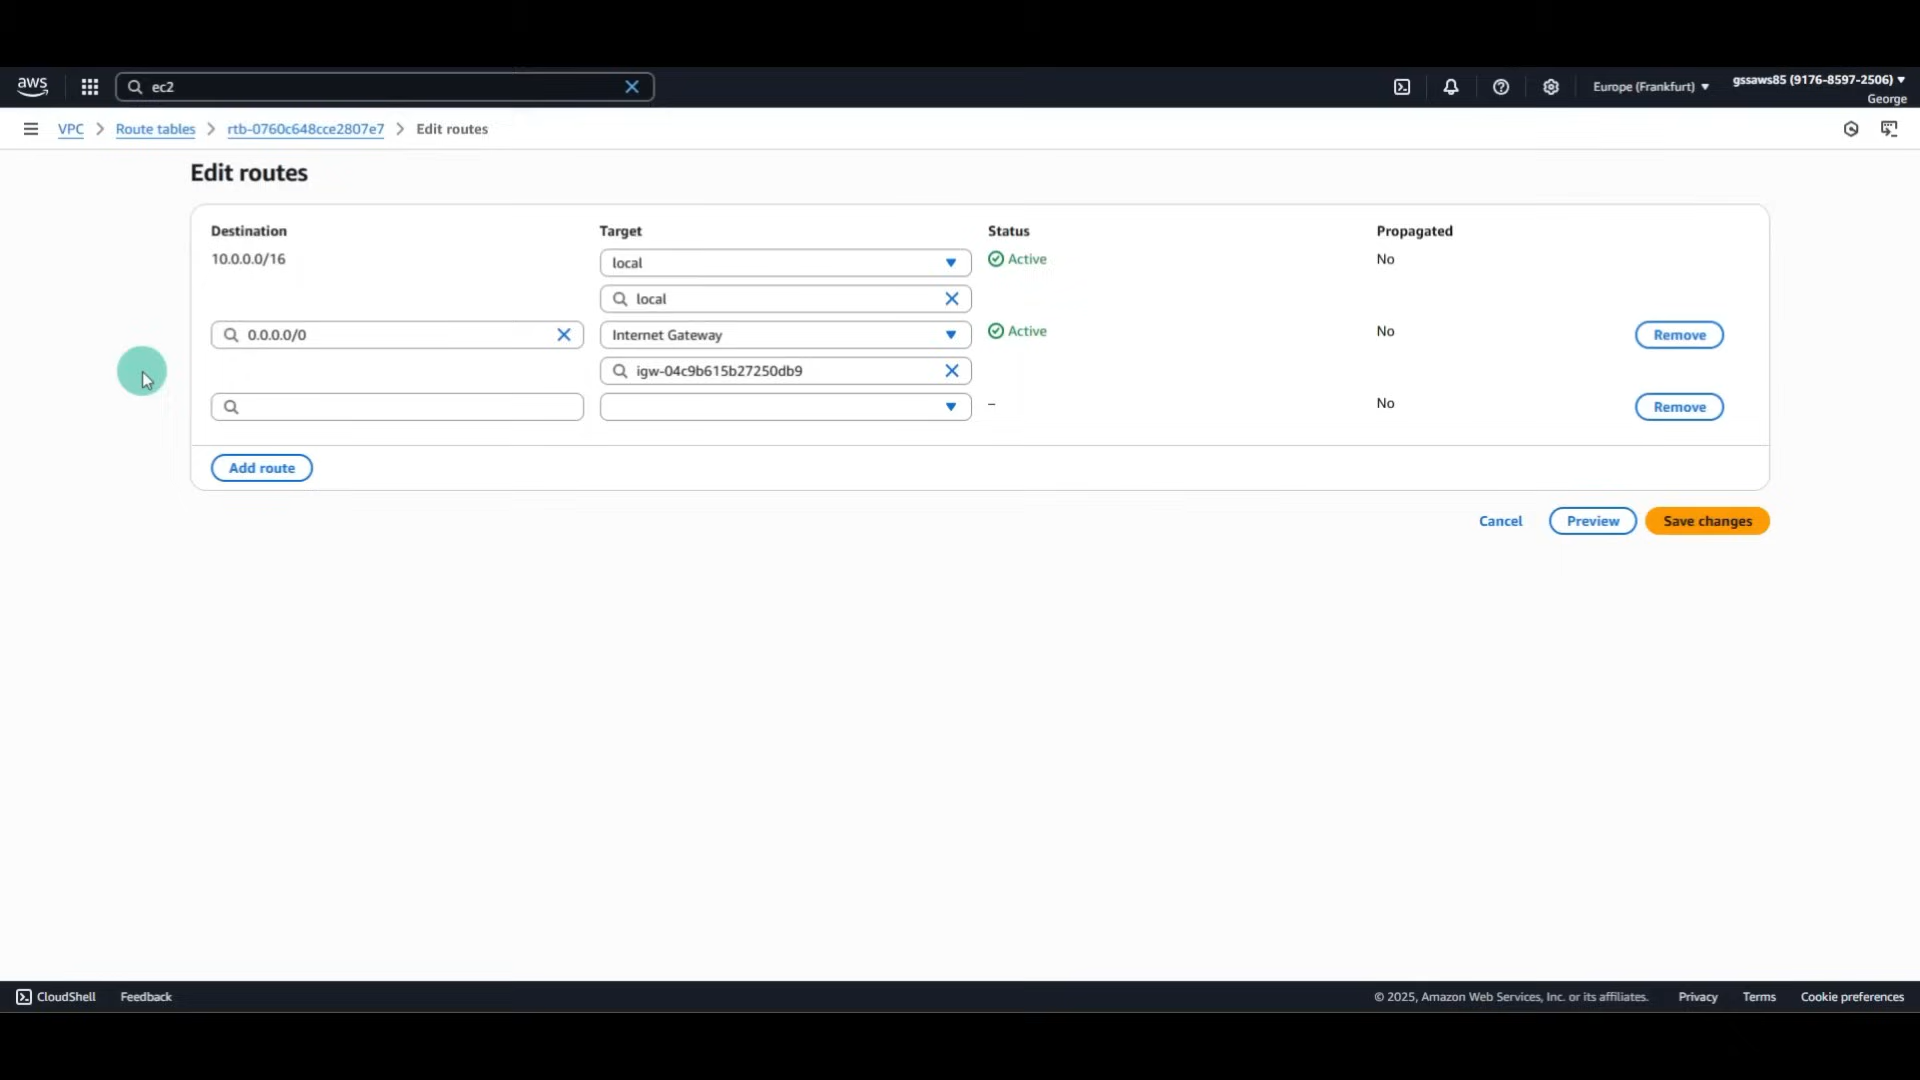 aws
ec2
Europe (Frankfurt)
gssaws85 (9176-8597-2506)
George
VPC
Route tables
rtb-0760c648cce2807e7
Edit routes
Edit routes
Destination Target Status Propagated
10.0.0.0/16 local Active No
local
0.0.0.0/0 Internet Gateway Active No Remove
igw-04c9b615b27250db9
– No Remove
Add route
Cancel Preview Save changes
CloudShell Feedback © 2025, Amazon Web Services, Inc. or its affiliates. Privacy Terms Cookie preferences